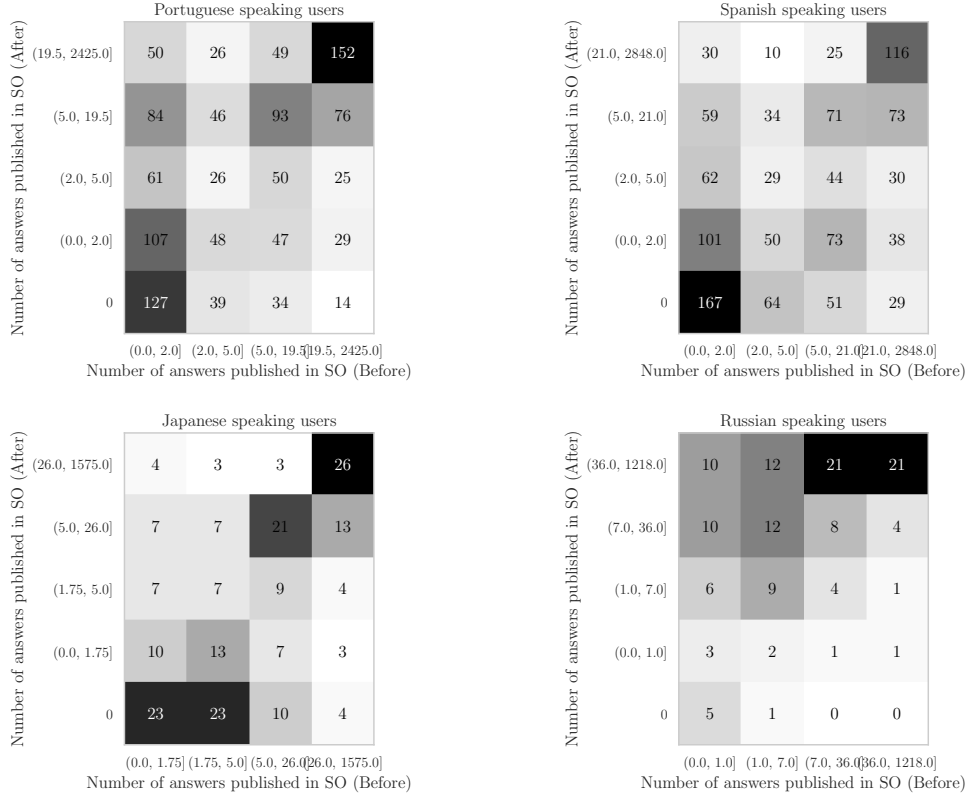 Portuguese speaking users
Number of answers published in SO (After)
(19.5, 2425.0] 50 26 49 152
(5.0, 19.5] 84 46 93 76
(2.0, 5.0] 61 26 50 25
(0.0, 2.0] 107 48 47 29
0 127 39 34 14
(0.0, 2.0] (2.0, 5.0] (5.0, 19.5] (19.5, 2425.0]
Number of answers published in SO (Before)
Spanish speaking users
Number of answers published in SO (After)
(21.0, 2848.0] 30 10 25 116
(5.0, 21.0] 59 34 71 73
(2.0, 5.0] 62 29 44 30
(0.0, 2.0] 101 50 73 38
0 167 64 51 29
(0.0, 2.0] (2.0, 5.0] (5.0, 21.0] (21.0, 2848.0]
Number of answers published in SO (Before)
Japanese speaking users
Number of answers published in SO (After)
(26.0, 1575.0] 4 3 3 26
(5.0, 26.0] 7 7 21 13
(1.75, 5.0] 7 7 9 4
(0.0, 1.75] 10 13 7 3
0 23 23 10 4
(0.0, 1.75] (1.75, 5.0] (5.0, 26.0] (26.0, 1575.0]
Number of answers published in SO (Before)
Russian speaking users
Number of answers published in SO (After)
(36.0, 1218.0] 10 12 21 21
(7.0, 36.0] 10 12 8 4
(1.0, 7.0] 6 9 4 1
(0.0, 1.0] 3 2 1 1
0 5 1 0 0
(0.0, 1.0] (1.0, 7.0] (7.0, 36.0] (36.0, 1218.0]
Number of answers published in SO (Before)